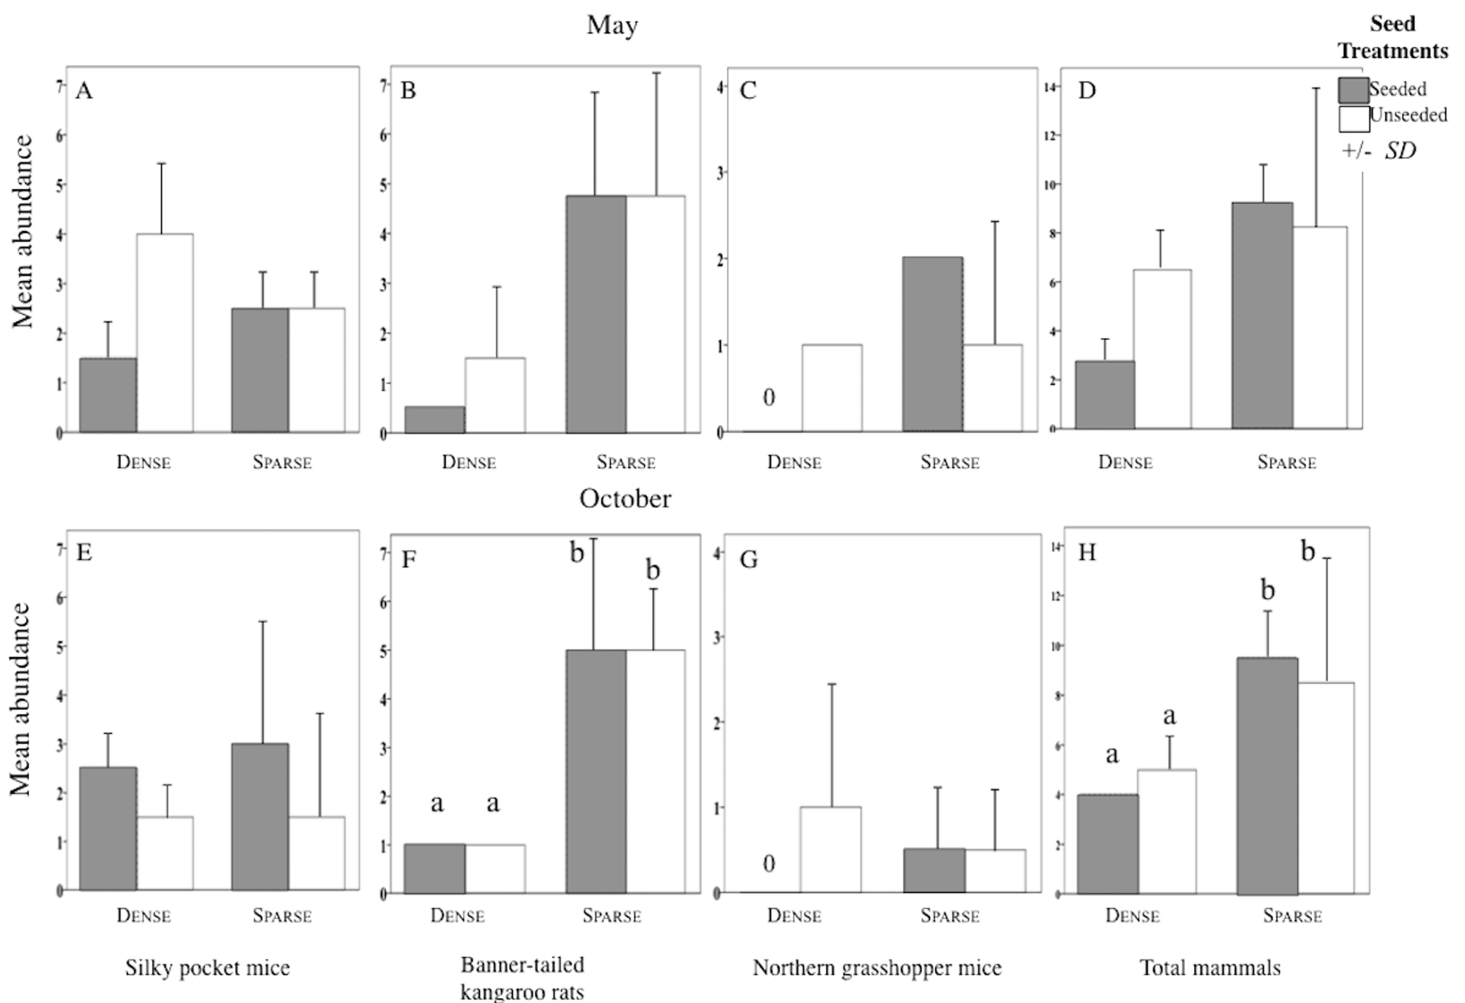 May
Seed
Treatments
Seeded
Unseeded
+/- SD
Mean abundance
A
7
6
5
4
3
2
1
0
DENSE SPARSE
B
7
6
5
4
3
2
1
0
DENSE SPARSE
C
4
3
2
1
0
0
DENSE SPARSE
D
14
12
10
8
6
4
2
0
DENSE SPARSE
October
Mean abundance
E
7
6
5
4
3
2
1
0
DENSE SPARSE
F
7
6
5
4
3
2
1
0
a a b b
DENSE SPARSE
G
4
3
2
1
0
0
DENSE SPARSE
H
14
12
10
8
6
4
2
0
a a b b
DENSE SPARSE
Silky pocket mice
Banner-tailed
kangaroo rats
Northern grasshopper mice
Total mammals